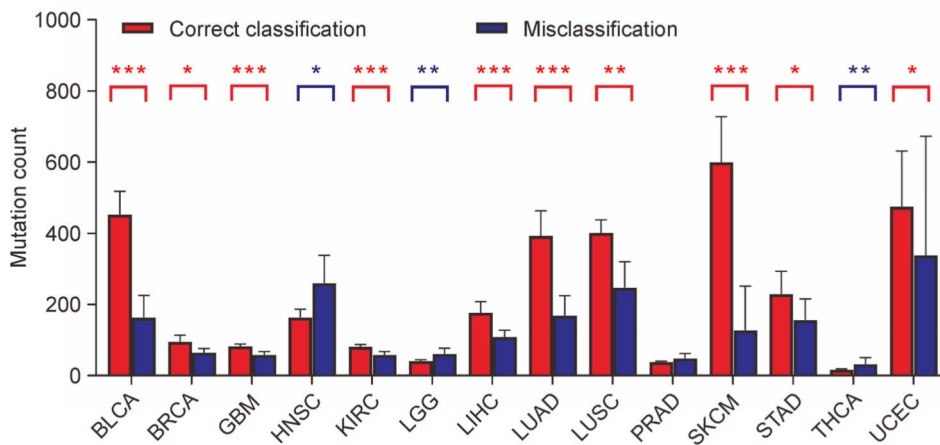 1000
Correct classification
Misclassification
*** * *** * *** ** *** *** ** *** * ** *
800
600
400
200
0
Mutation count
BLCA BRCA GBM HNSC KIRC LGG LIHC LUAD LUSC PRAD SKCM STAD THCA UCEC